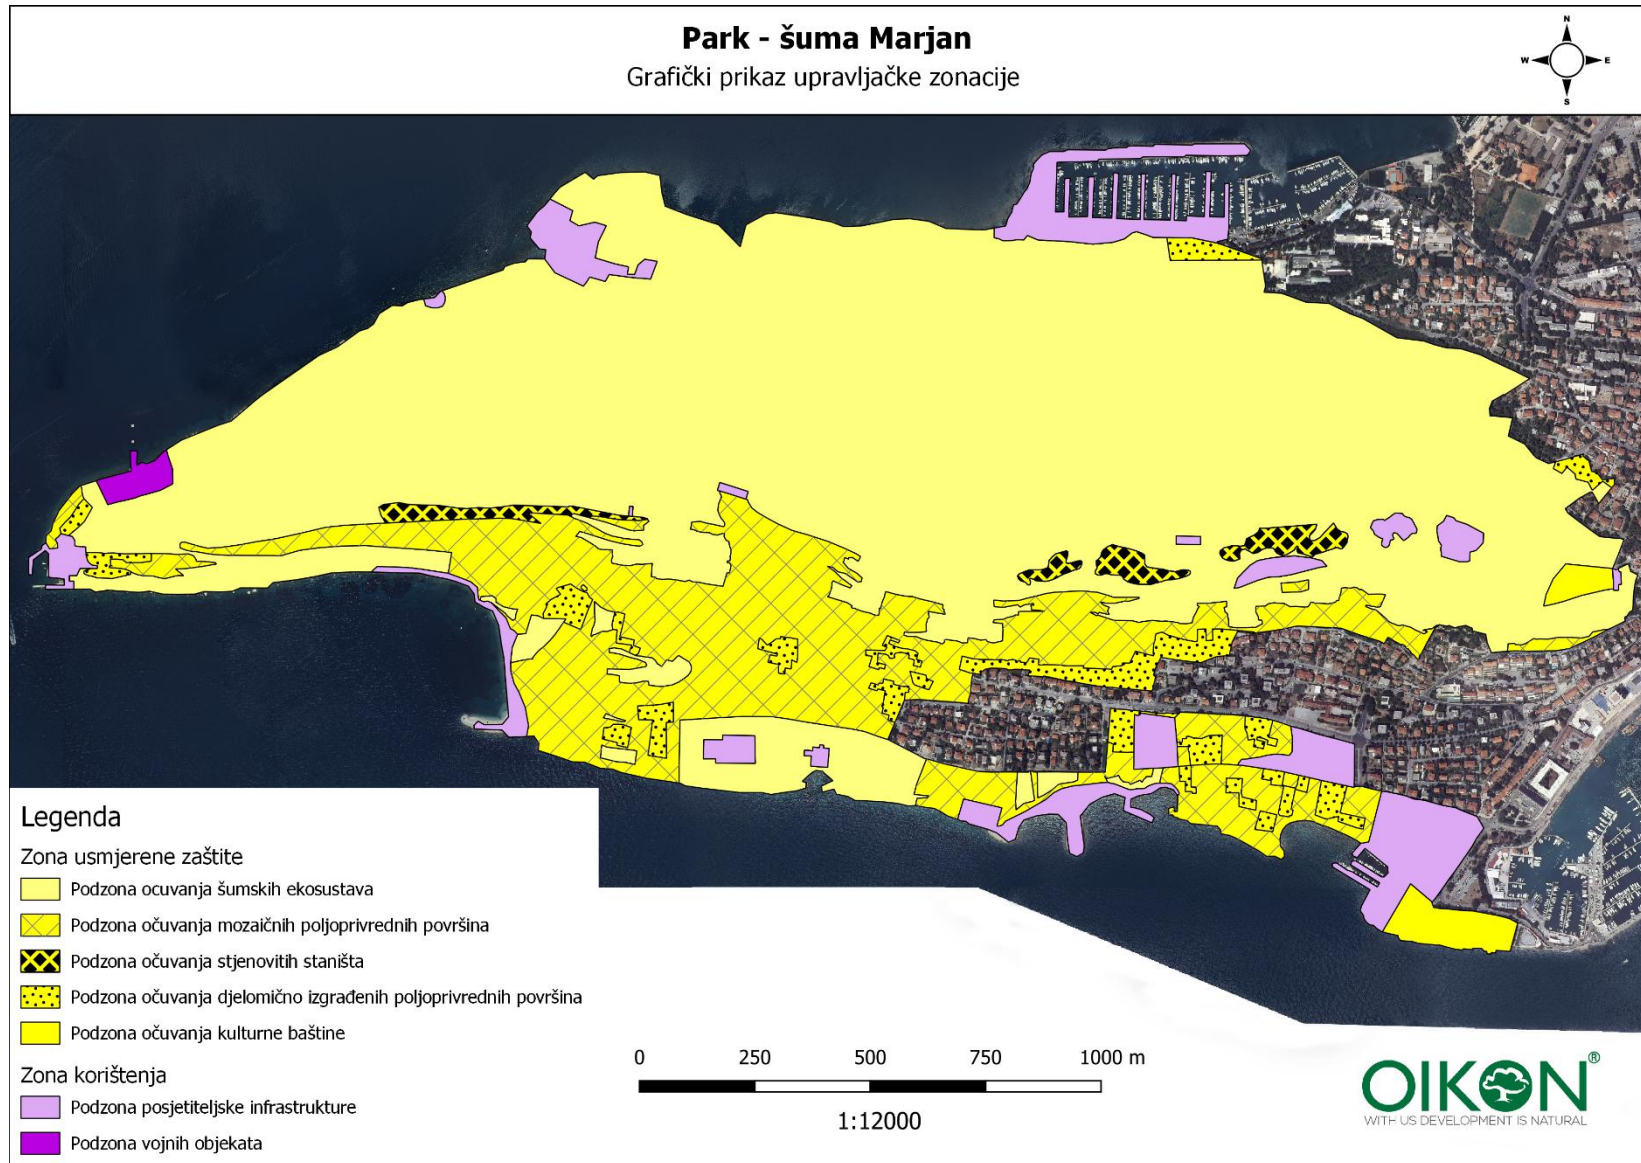 Park - šuma Marjan
Grafički prikaz upravljačke zonacije
N
W E
S
Legenda
Zona usmjerene zaštite
Podzona ocuvanja šumskih ekosustava
Podzona očuvanja mozaičnih poljoprivrednih površina
Podzona očuvanja stjenovitih staništa
Podzona očuvanja djelomično izgrađenih poljoprivrednih površina
Podzona očuvanja kulturne baštine
Zona korištenja
Podzona posjetiteljske infrastrukture
Podzona vojnih objekata
0 250 500 750 1000 m
1:12000
OIKON®
WITH US DEVELOPMENT IS NATURAL